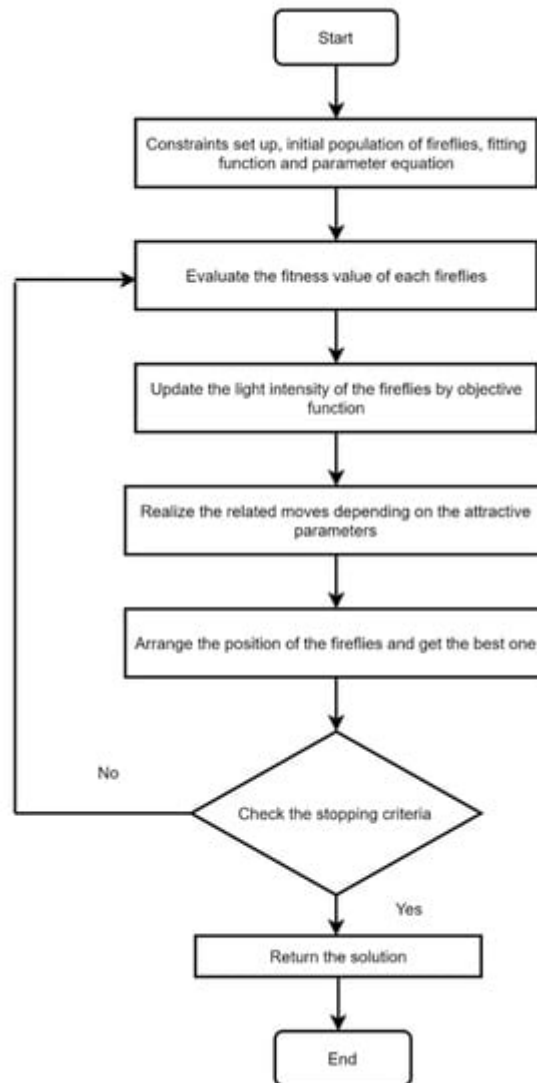 Start
Constraints set up, initial population of fireflies, fitting
function and parameter equation
Evaluate the fitness value of each fireflies
Update the light intensity of the fireflies by objective
function
Realize the related moves depending on the attractive
parameters
Arrange the position of the fireflies and get the best one
No
Check the stopping criteria
Yes
Return the solution
End